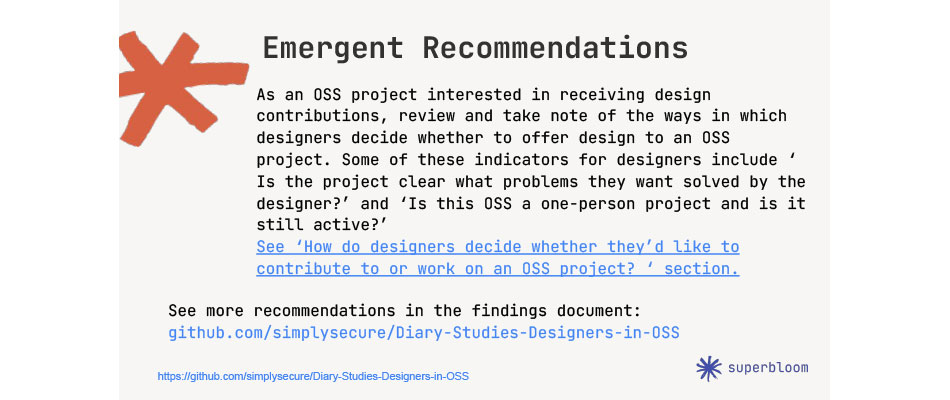 Emergent Recommendations
As an OSS project interested in receiving design
contributions, review and take note of the ways in which
designers decide whether to offer design to an OSS
project. Some of these indicators for designers include ‘
Is the project clear what problems they want solved by the
designer?’ and ‘Is this OSS a one-person project and is it
still active?’
See ‘How do designers decide whether they’d like to
contribute to or work on an OSS project? ‘ section.
See more recommendations in the findings document:
github.com/simplysecure/Diary-Studies-Designers-in-OSS
https://github.com/simplysecure/Diary-Studies-Designers-in-OSS
superbloom